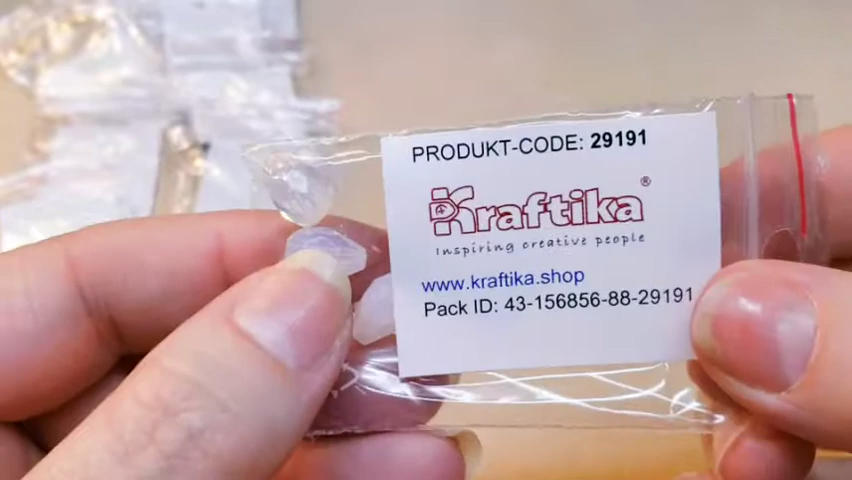 PRODUKT-CODE: 29191
Kraftika®
Inspiring creative people
www.kraftika.shop
Pack ID: 43-156856-88-29191